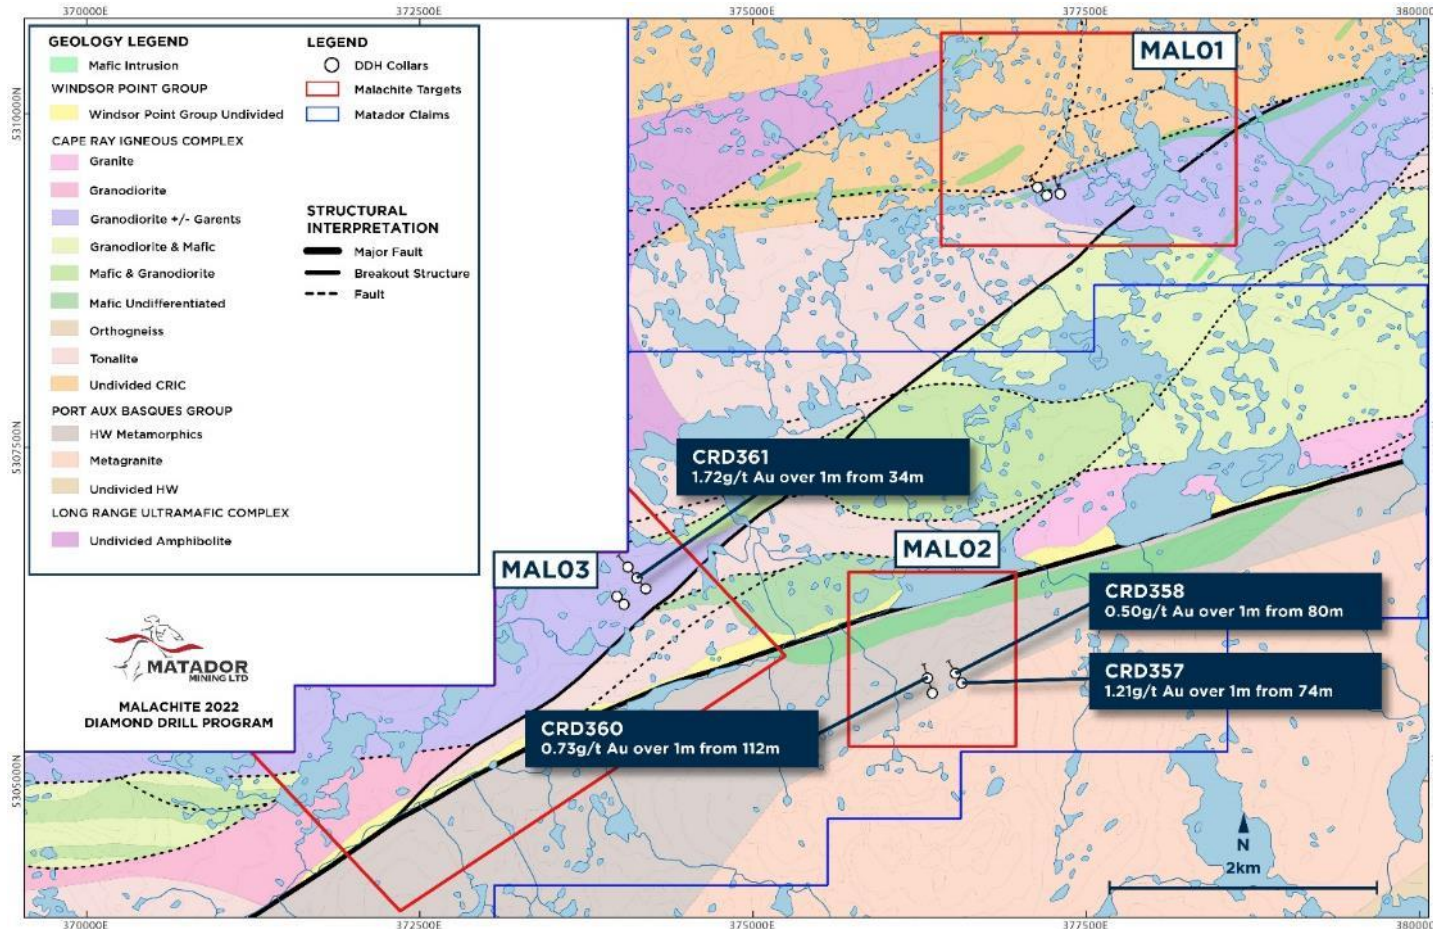 370000E
372500E
375000E
377500E
380000
5310000N
5307500N
5305000N
GEOLOGY LEGEND
Mafic Intrusion
WINDSOR POINT GROUP
Windsor Point Group Undivided
CAPE RAY IGNEOUS COMPLEX
Granite
Granodiorite
Granodiorite +/- Garents
Granodiorite & Mafic
Mafic & Granodiorite
Mafic Undifferentiated
Orthogneiss
Tonalite
Undivided CRIC
PORT AUX BASQUES GROUP
HW Metamorphics
Metagranite
Undivided HW
LONG RANGE ULTRAMAFIC COMPLEX
Undivided Amphibolite
LEGEND
DDH Collars
Malachite Targets
Matador Claims
STRUCTURAL
INTERPRETATION
Major Fault
Breakout Structure
Fault
MAL01
CRD361
1.72g/t Au over 1m from 34m
MAL02
MAL03
CRD358
0.50g/t Au over 1m from 80m
CRD357
1.21g/t Au over 1m from 74m
CRD360
0.73g/t Au over 1m from 112m
MATADOR
MINING LTD
MALACHITE 2022
DIAMOND DRILL PROGRAM
N
2km
370000E
372500E
375000E
377500E
380000